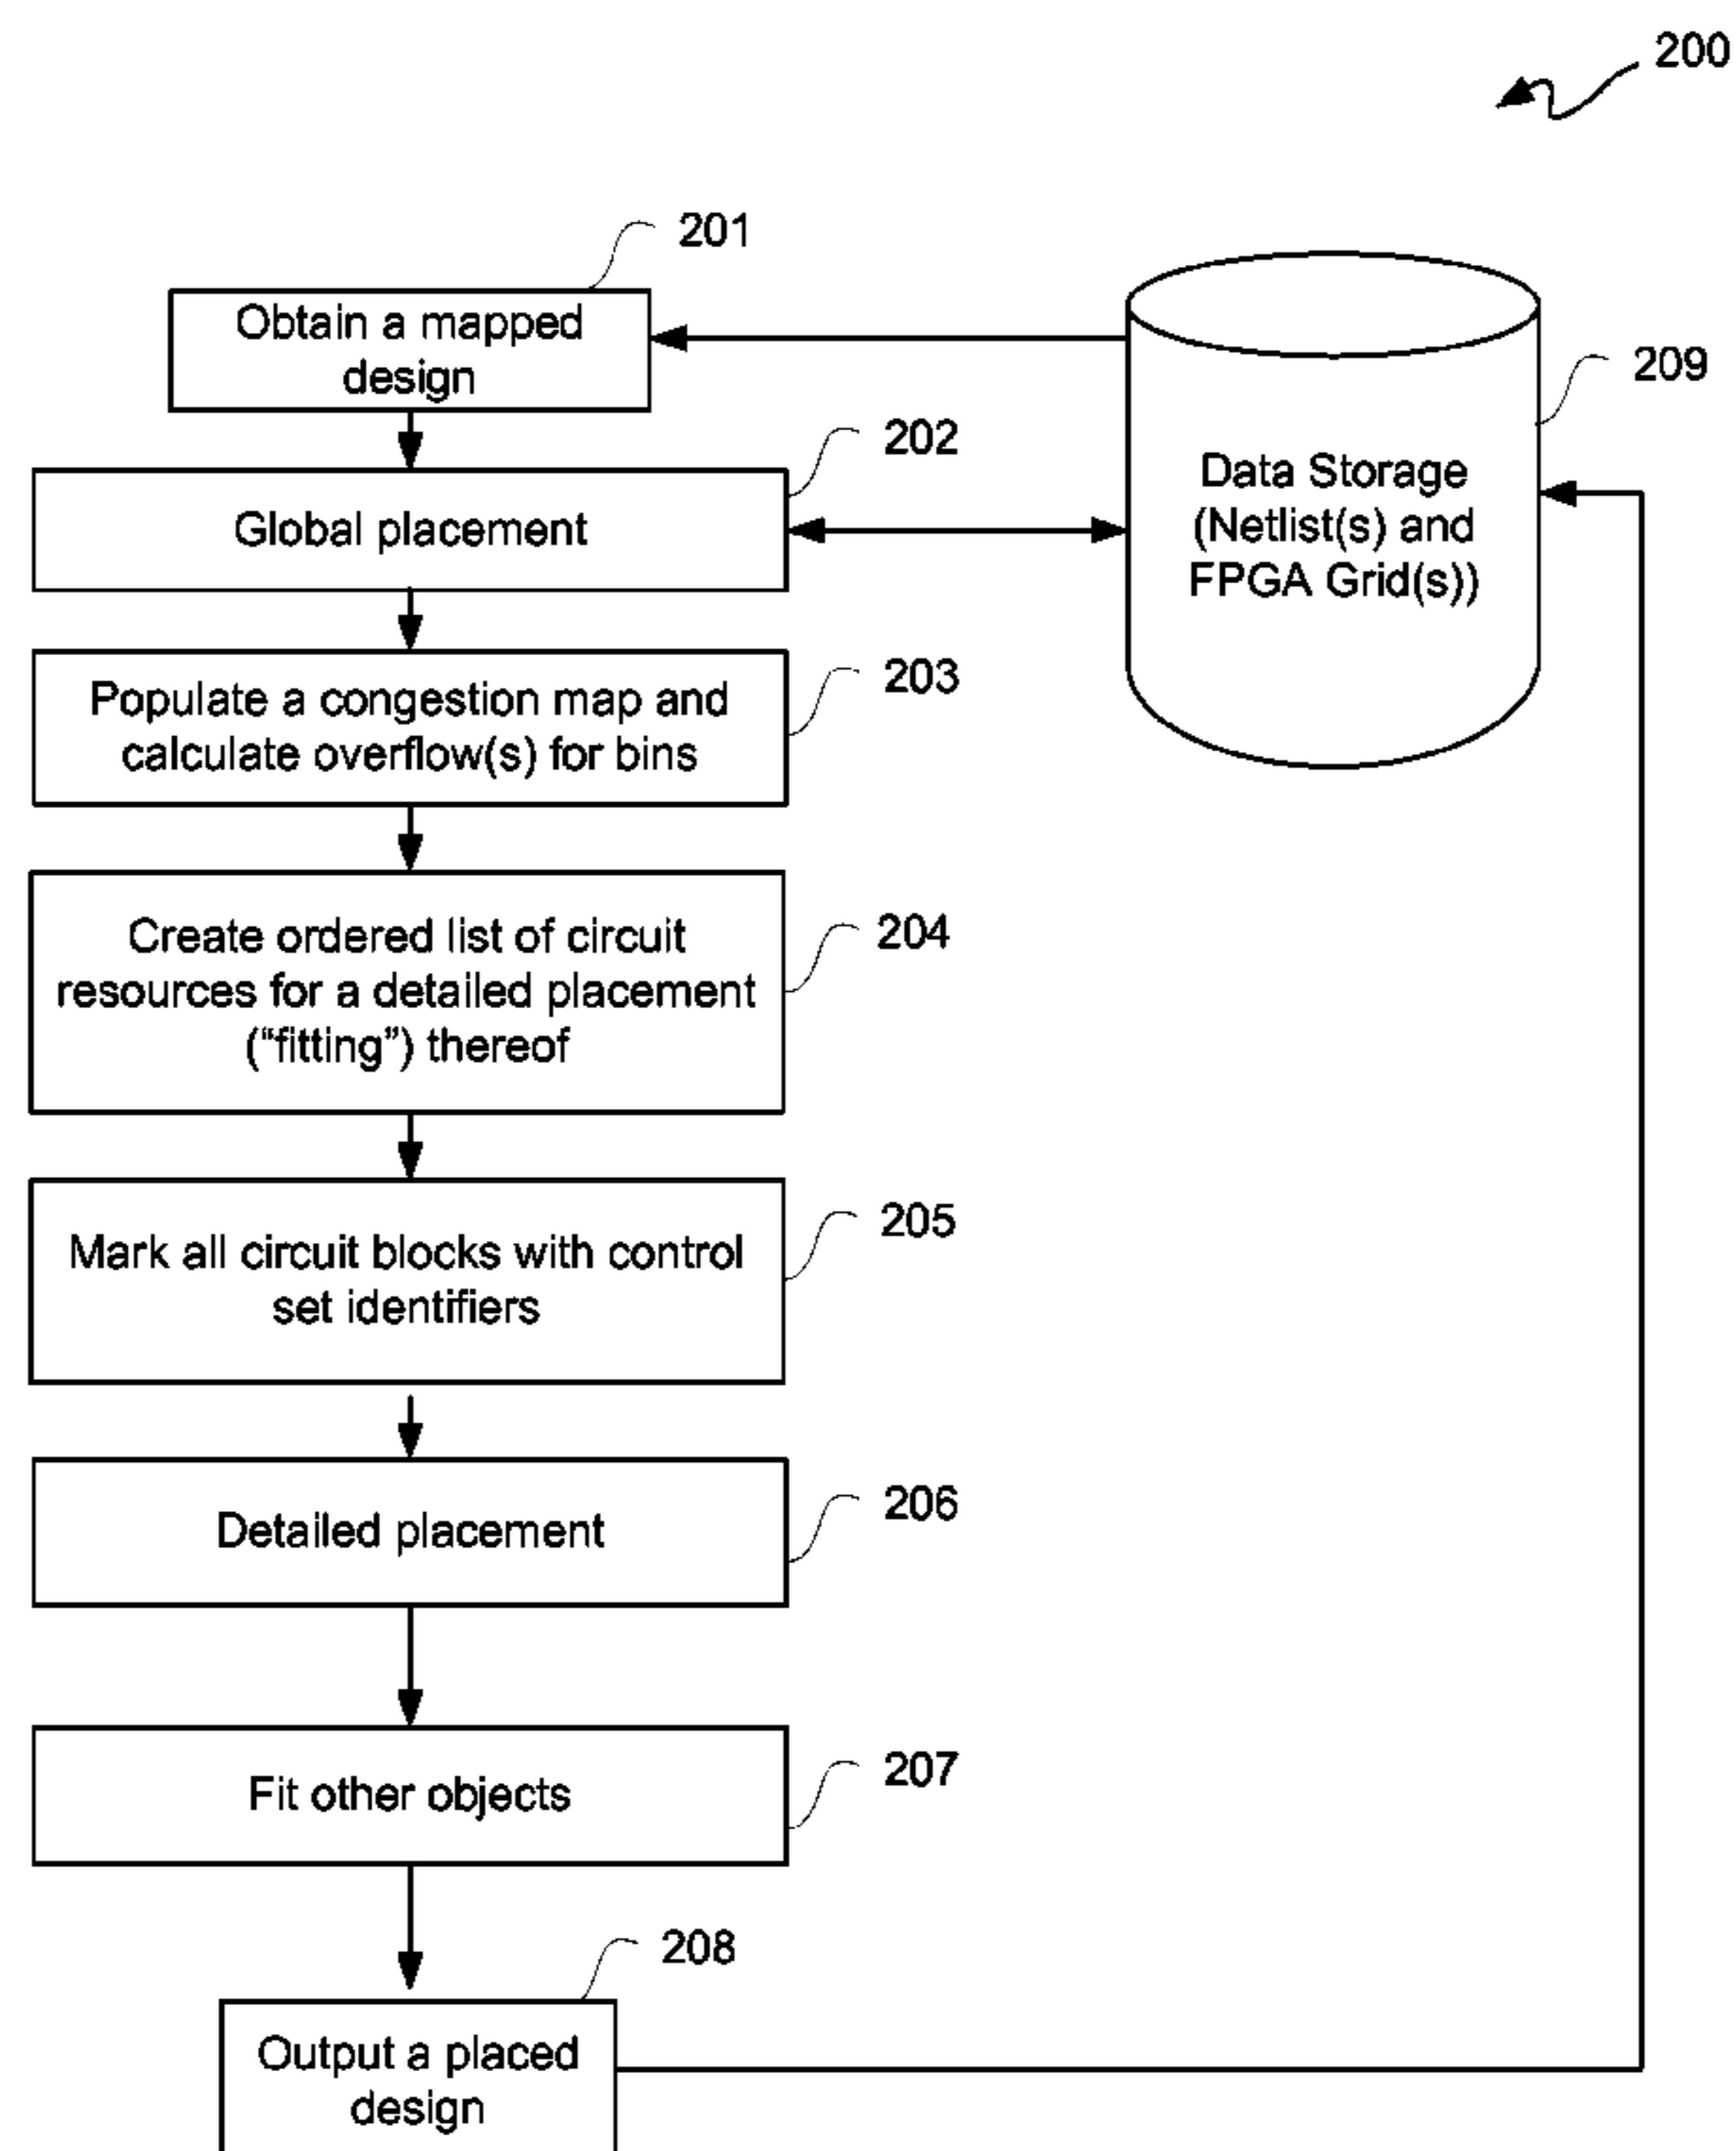 200
201
Obtain a mapped
design
202
Global placement
209
Data Storage
(Netlist(s) and
FPGA Grid(s))
203
Populate a congestion map and
calculate overflow(s) for bins
204
Create ordered list of circuit
resources for a detailed placement
(“fitting”) thereof
205
Mark all circuit blocks with control
set identifiers
206
Detailed placement
207
Fit other objects
208
Output a placed
design